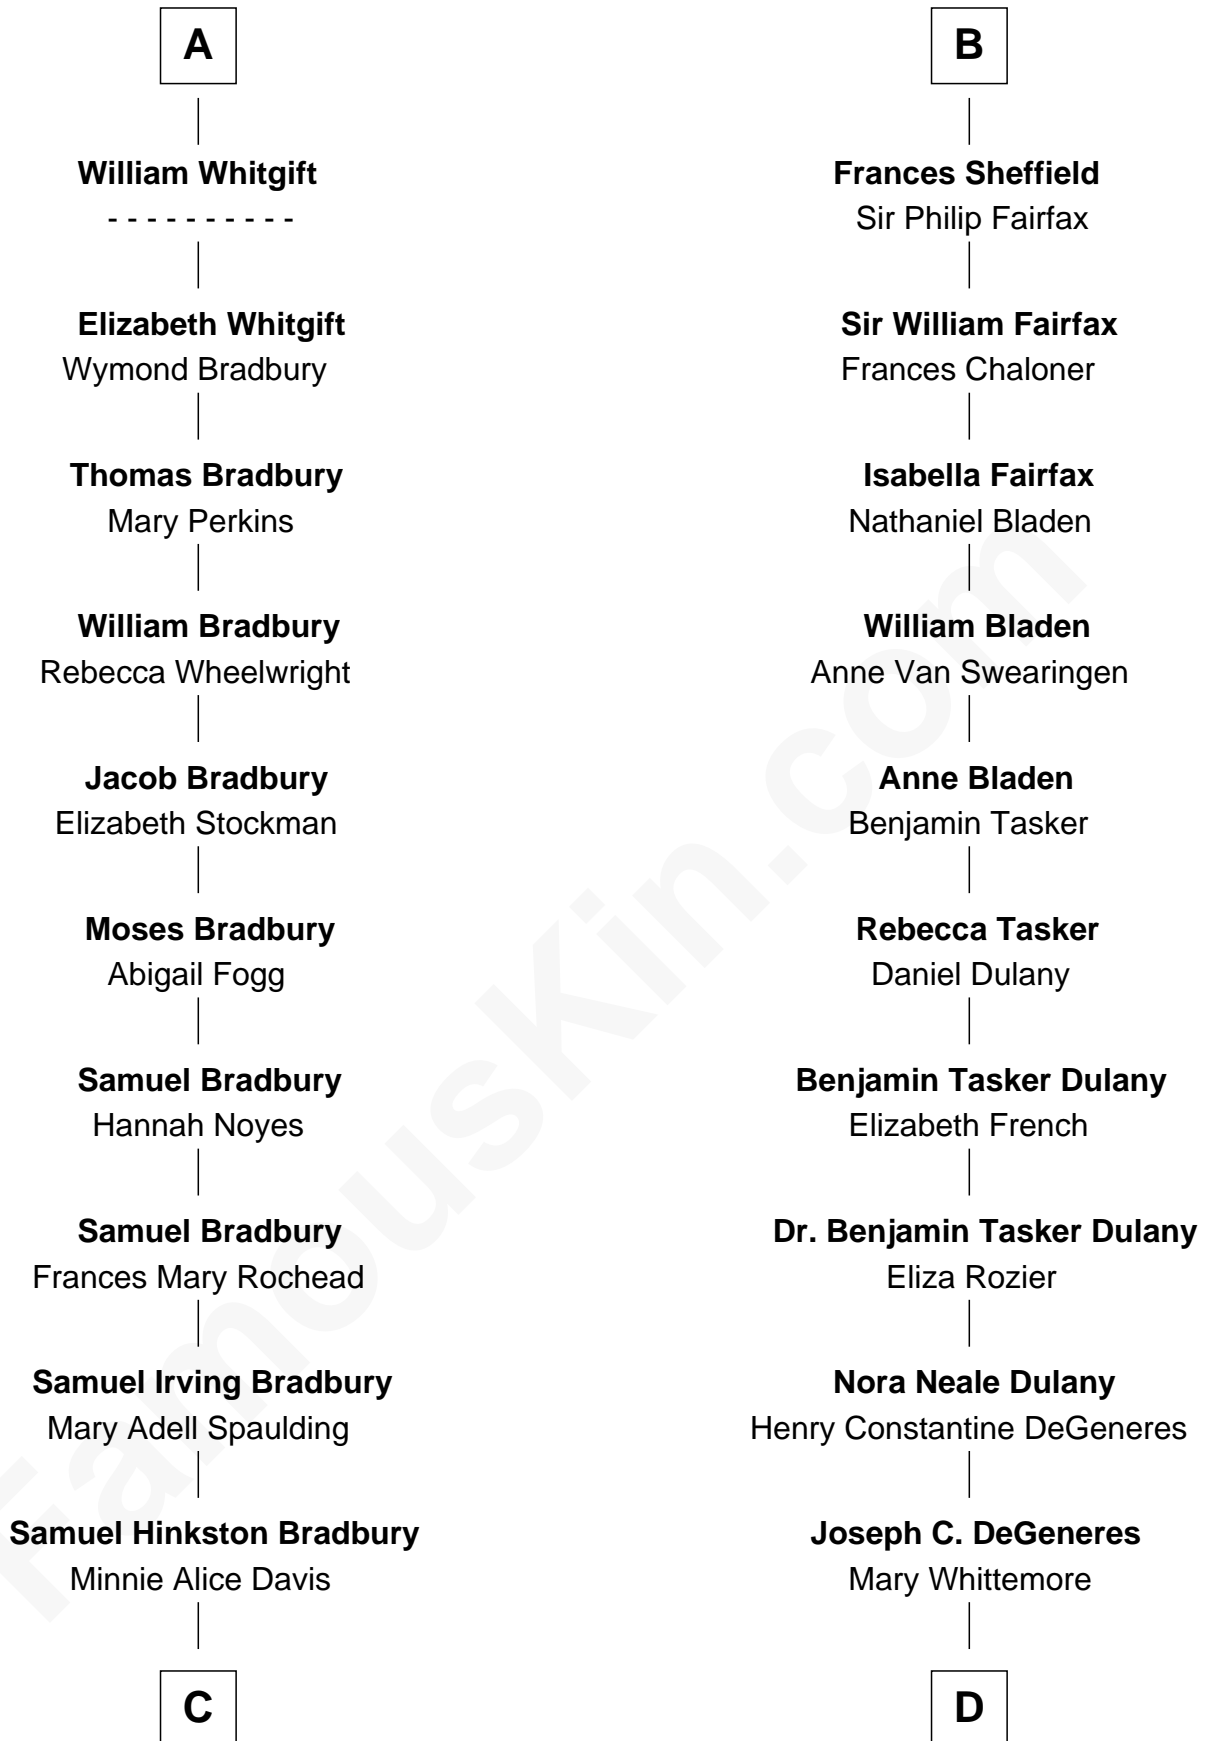 A
William Whitgift
- - - - - - - - - -
Elizabeth Whitgift
Wymond Bradbury
Thomas Bradbury
Mary Perkins
William Bradbury
Rebecca Wheelwright
Jacob Bradbury
Elizabeth Stockman
Moses Bradbury
Abigail Fogg
Samuel Bradbury
Hannah Noyes
Samuel Bradbury
Frances Mary Rochead
Samuel Irving Bradbury
Mary Adell Spaulding
Samuel Hinkston Bradbury
Minnie Alice Davis
C
B
Frances Sheffield
Sir Philip Fairfax
Sir William Fairfax
Frances Chaloner
Isabella Fairfax
Nathaniel Bladen
William Bladen
Anne Van Swearingen
Anne Bladen
Benjamin Tasker
Rebecca Tasker
Daniel Dulany
Benjamin Tasker Dulany
Elizabeth French
Dr. Benjamin Tasker Dulany
Eliza Rozier
Nora Neale Dulany
Henry Constantine DeGeneres
Joseph C. DeGeneres
Mary Whittemore
D
FamousKin.com